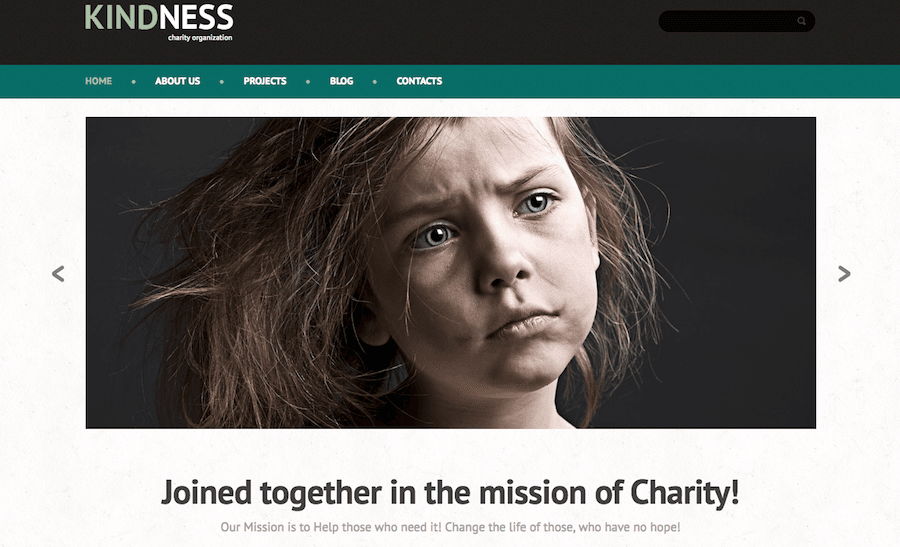 KINDNESS
charity organization
HOME • ABOUT US • PROJECTS • BLOG • CONTACTS
Joined together in the mission of Charity!
Our Mission is to Help those who need it! Change the life of those, who have no hope!